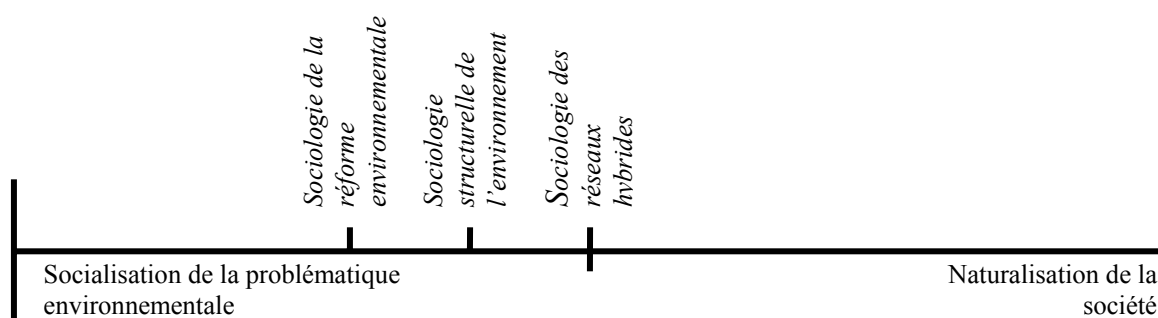 Sociologie de la
réforme
environnementale
Sociologie
structurelle de
l'environnement
Sociologie des
réseaux
hybrides
Socialisation de la problématique
environnementale
Naturalisation de la
société